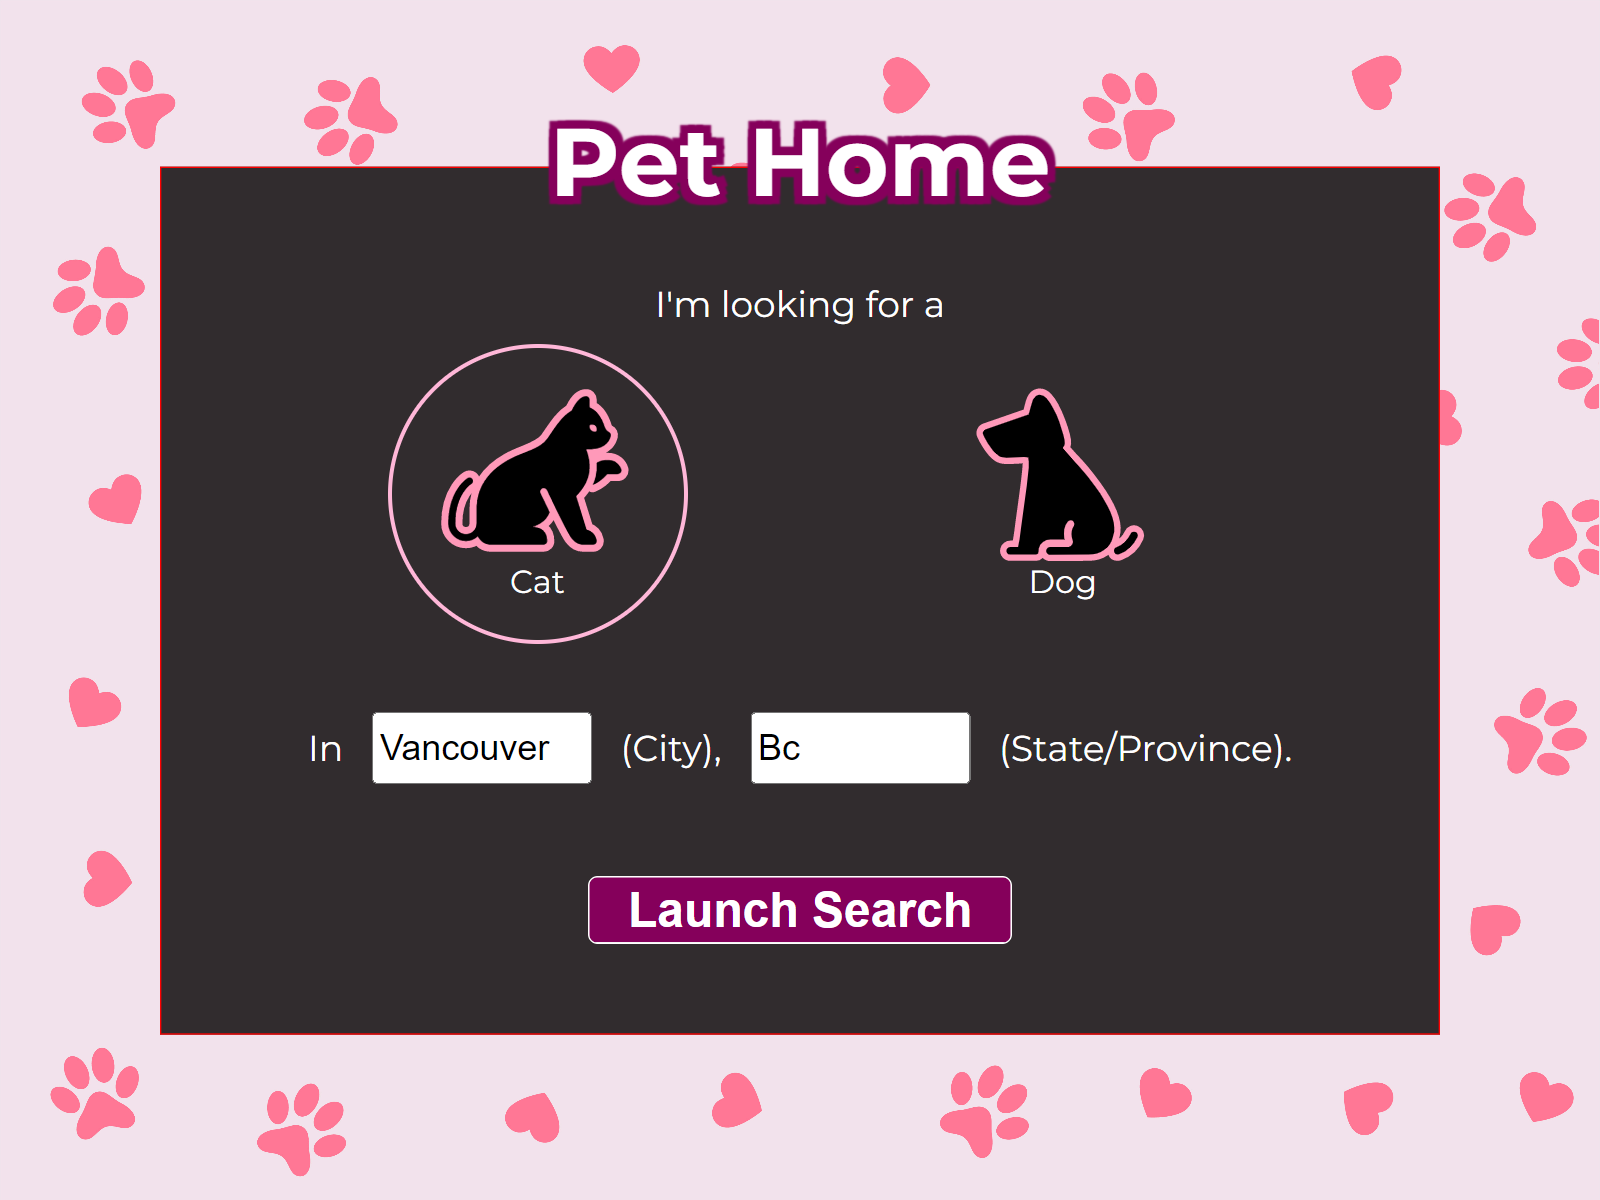 Pet Home
I'm looking for a
Cat Dog
In Vancouver (City), Bc (State/Province).
Launch Search